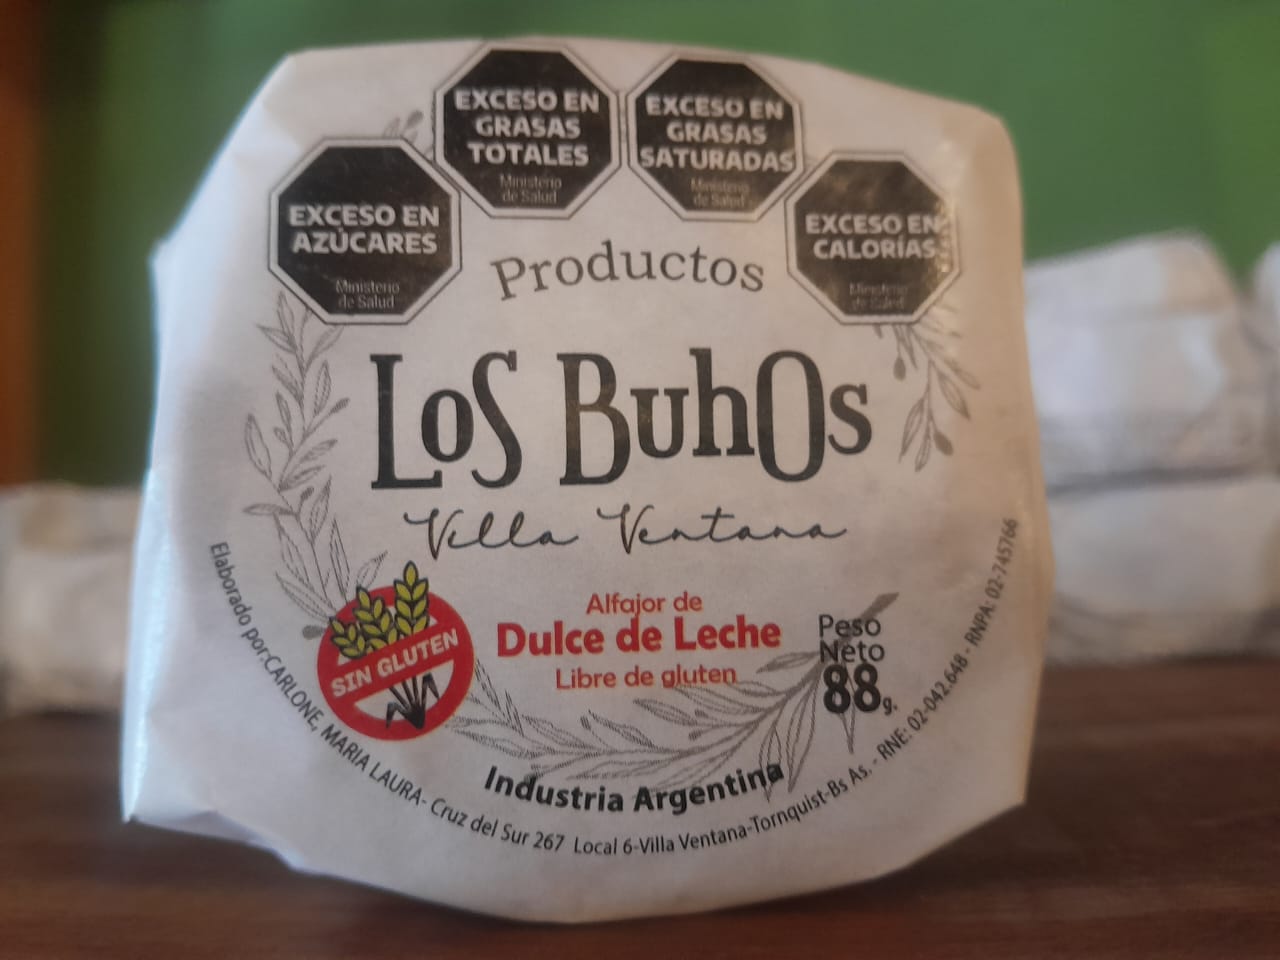 EXCESO EN
AZÚCARES
Ministerio
de Salud
EXCESO EN
GRASAS
TOTALES
Ministerio
de Salud
EXCESO EN
GRASAS
SATURADAS
Ministerio
de Salud
EXCESO EN
CALORÍAS
Ministerio
de Salud
Productos
LoS BuhOs
Villa Ventana
SIN GLUTEN
Alfajor de
Dulce de Leche
Libre de gluten
Peso
Neto
88g.
Industria Argentina
Elaborado por:CARLONE, MARIA LAURA- Cruz del Sur 267 Local 6-Villa Ventana-Tornquist-Bs As. - RNE: 02-042.648 - RNPA: 02-745766